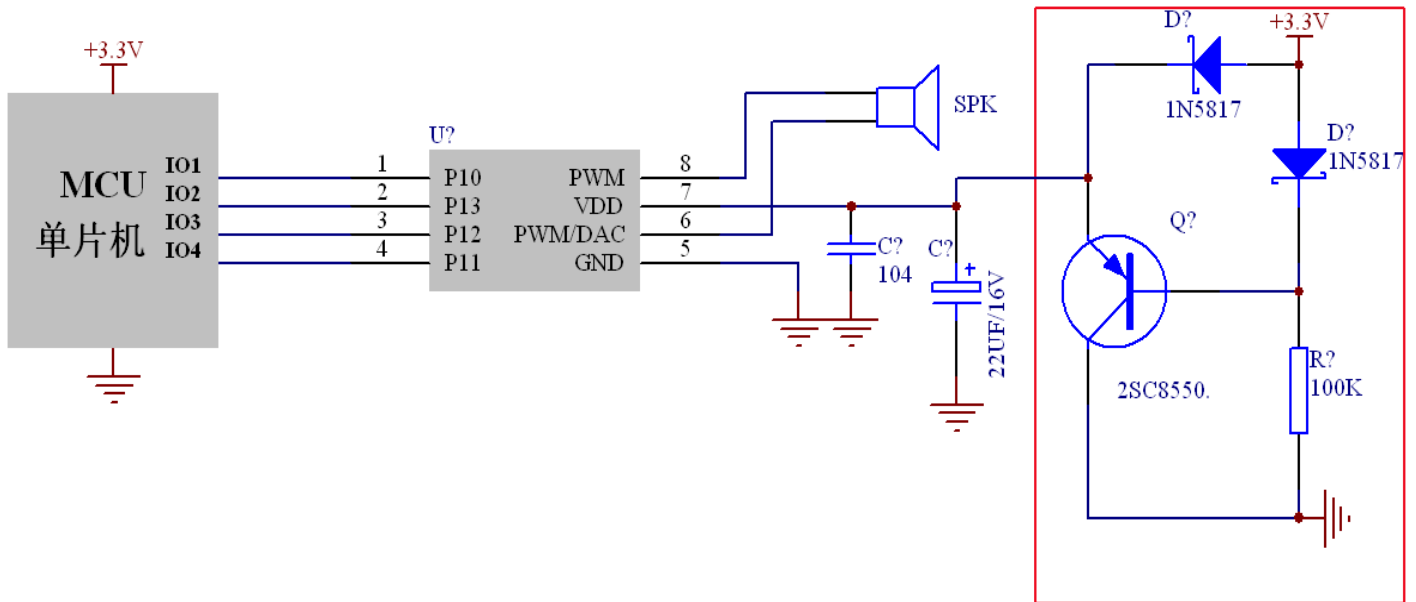 +3.3V
MCU
单片机
IO1
IO2
IO3
IO4
1
2
3
4
U?
P10
P13
P12
P11
PWM
VDD
PWM/DAC
GND
8
7
6
5
SPK
C?
104
C?
+
22UF/16V
D?
1N5817
+3.3V
D?
1N5817
Q?
2SC8550.
R?
100K